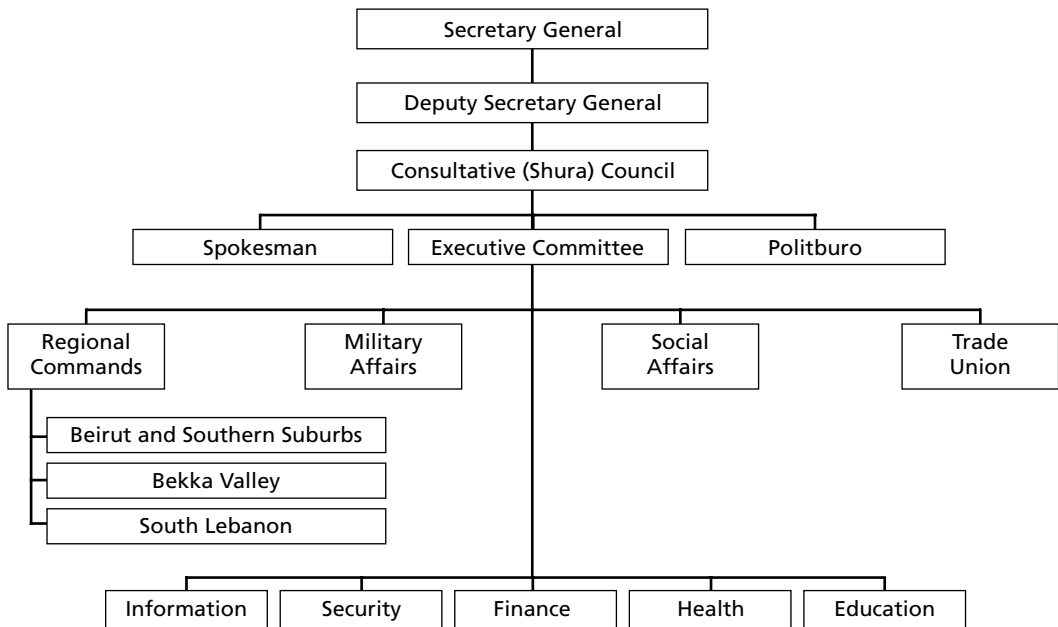 Secretary General
Deputy Secretary General
Consultative (Shura) Council
Spokesman
Executive Committee
Politburo
Regional
Commands
Military
Affairs
Social
Affairs
Trade
Union
Beirut and Southern Suburbs
Bekka Valley
South Lebanon
Information
Security
Finance
Health
Education